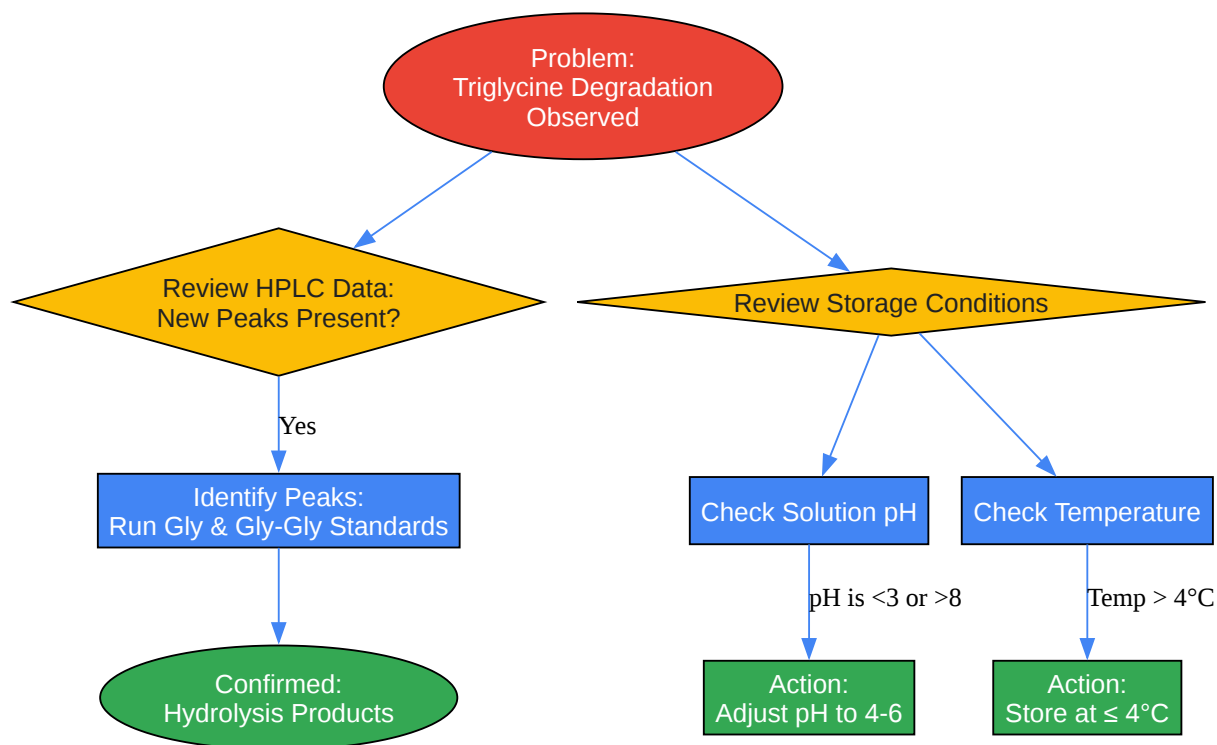 Problem:
Triglycine Degradation
Observed
Review HPLC Data:
New Peaks Present?
Review Storage Conditions
Yes
Identify Peaks:
Run Gly & Gly-Gly Standards
Check Solution pH
Check Temperature
pH is <3 or >8
Temp > 4°C
Confirmed:
Hydrolysis Products
Action:
Adjust pH to 4-6
Action:
Store at ≤ 4°C